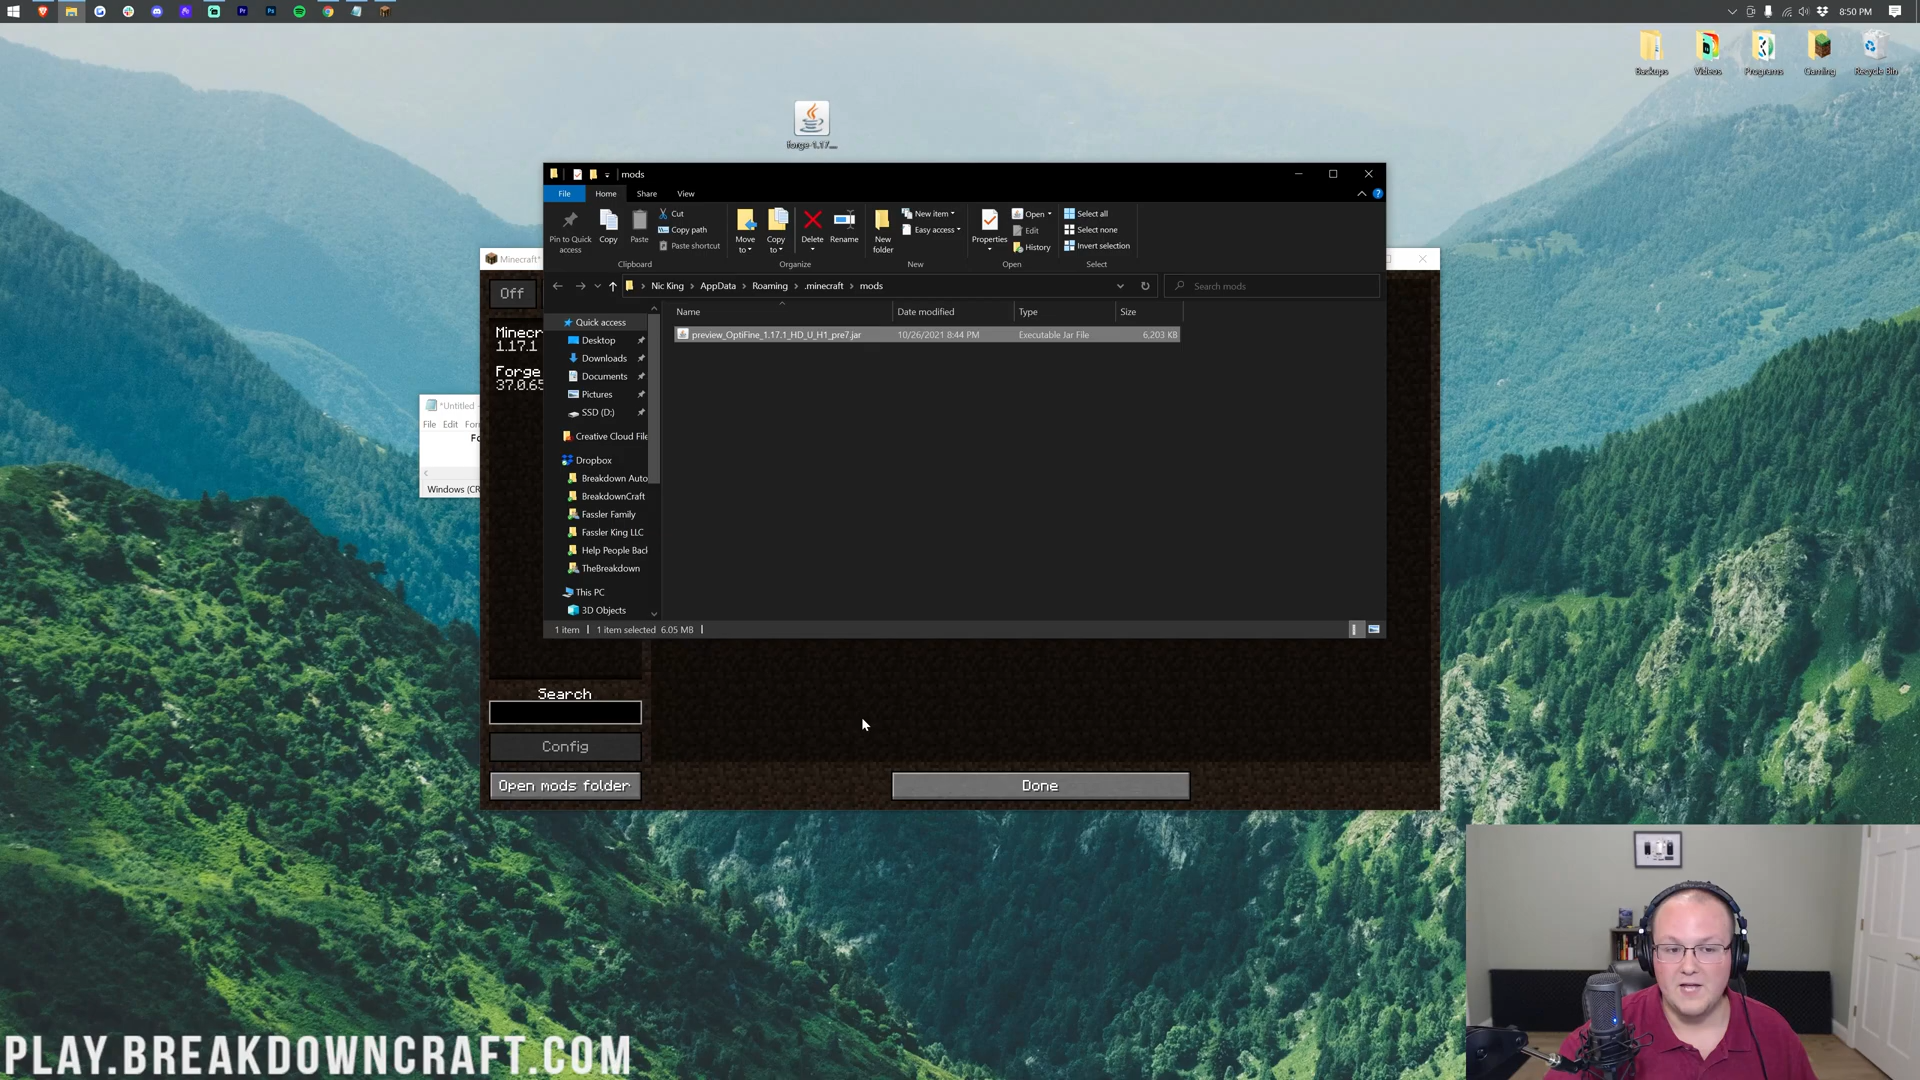 8:50 PM
Backups
Videos
Programs
Gaming
Recycle Bin
forge-1.17....
mods
File
Home
Share
View
Pin to Quick access
Copy
Paste
Cut
Copy path
Paste shortcut
Move to
Copy to
Delete
Rename
New folder
New item
Easy access
Properties
Open
Edit
History
Select all
Select none
Invert selection
Clipboard
Organize
New
Open
Select
Nic King > AppData > Roaming > .minecraft > mods
Search mods
Name
Date modified
Type
Size
preview_OptiFine_1.17.1_HD_U_H1_pre7.jar
10/26/2021 8:44 PM
Executable Jar File
6,203 KB
Quick access
Desktop
Downloads
Documents
Pictures
SSD (D:)
Creative Cloud File
Dropbox
Breakdown Auto
BreakdownCraft
Fassler Family
Fassler King LLC
Help People Back
TheBreakdown
This PC
3D Objects
1 item
1 item selected 6.05 MB
Minecraft*
Off
Minecr
1.17.1
Forge
37.0.65
*Untitled -
File Edit For
Fo
Windows (CR
Search
Config
Open mods folder
Done
PLAY.BREAKDOWNCRAFT.COM